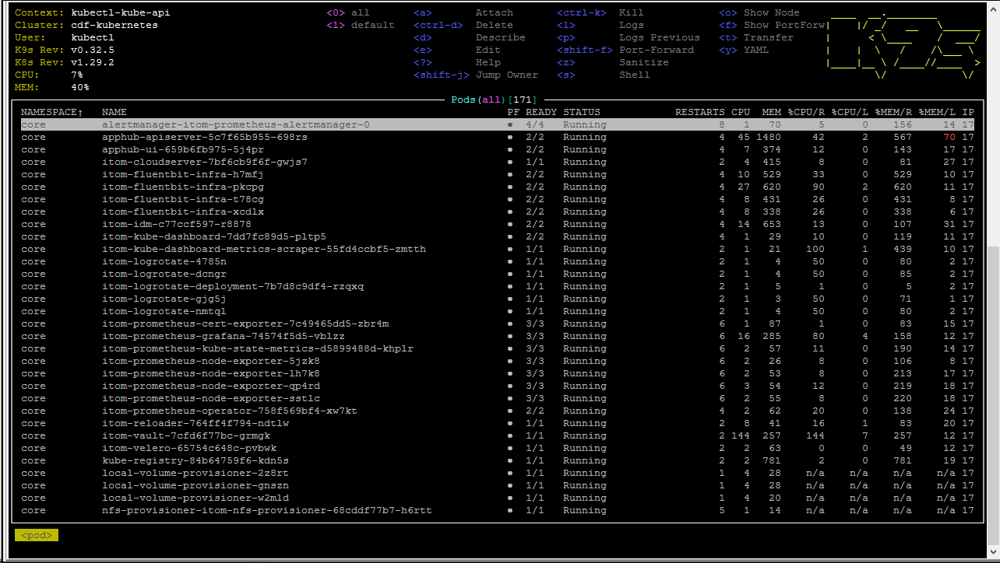 Context: kubectl-kube-api <0> all <a> Attach <ctrl-k> Kill <o> Show Node
Cluster: cdf-kubernetes <1> default <ctrl-d> Delete <l> Logs <f> Show PortForw
User: kubectl <d> Describe <p> Logs Previous <t> Transfer
K9s Rev: v0.32.5 <e> Edit <shift-f> Port-Forward <y> YAML
K8s Rev: v1.29.2 <?> Help <z> Sanitize
CPU: 7% <shift-j> Jump Owner <s> Shell
MEM: 40%
Pods(all)[171]
NAMESPACE↑ NAME PF READY STATUS RESTARTS CPU MEM %CPU/R %CPU/L %MEM/R %MEM/L IP
core alertmanager-itom-prometheus-alertmanager-0 ● 4/4 Running 8 1 70 5 0 156 14 17
core apphub-apiserver-5c7f65b955-698rs ● 2/2 Running 4 45 1480 42 2 567 70 17
core apphub-ui-659b6fb975-5j4pr ● 2/2 Running 4 7 374 12 0 143 17 17
core itom-cloudserver-7bf6cb9f6f-gwjs7 ● 1/1 Running 2 4 415 8 0 81 27 17
core itom-fluentbit-infra-h7mfj ● 2/2 Running 4 10 529 33 0 529 10 17
core itom-fluentbit-infra-pkcpg ● 2/2 Running 4 27 620 90 2 620 11 17
core itom-fluentbit-infra-t78cg ● 2/2 Running 4 8 431 26 0 431 8 17
core itom-fluentbit-infra-xcdlx ● 2/2 Running 4 8 338 26 0 338 6 17
core itom-idm-c77ccf597-r8878 ● 2/2 Running 4 14 653 13 0 107 31 17
core itom-kube-dashboard-7dd7fc89d5-pltp5 ● 2/2 Running 4 1 29 10 0 119 11 17
core itom-kube-dashboard-metrics-scraper-55fd4ccbf5-zmtth ● 1/1 Running 2 1 21 100 1 439 10 17
core itom-logrotate-4785n ● 1/1 Running 2 1 4 50 0 80 2 17
core itom-logrotate-dcngr ● 1/1 Running 2 1 4 50 0 85 2 17
core itom-logrotate-deployment-7b7d8c9df4-rzqxq ● 1/1 Running 2 1 5 1 0 5 2 17
core itom-logrotate-gjg5j ● 1/1 Running 2 1 3 50 0 71 1 17
core itom-logrotate-nmtql ● 1/1 Running 2 1 4 50 0 80 2 17
core itom-prometheus-cert-exporter-7c49465dd5-zbr4m ● 3/3 Running 6 1 87 1 0 83 15 17
core itom-prometheus-grafana-74574f5d5-vblzz ● 3/3 Running 6 16 285 80 4 158 12 17
core itom-prometheus-kube-state-metrics-d5899488d-khplr ● 3/3 Running 6 2 57 11 0 190 14 17
core itom-prometheus-node-exporter-5jzk8 ● 3/3 Running 6 2 26 8 0 106 8 17
core itom-prometheus-node-exporter-lh7k8 ● 3/3 Running 6 2 53 8 0 213 17 17
core itom-prometheus-node-exporter-qp4rd ● 3/3 Running 6 3 54 12 0 219 18 17
core itom-prometheus-node-exporter-sstlc ● 3/3 Running 6 2 55 8 0 220 18 17
core itom-prometheus-operator-758f569bf4-xw7kt ● 2/2 Running 4 2 62 20 0 138 24 17
core itom-reloader-764ff4f794-ndtlw ● 1/1 Running 2 8 41 16 1 83 20 17
core itom-vault-7cfd6f77bc-grmgk ● 1/1 Running 2 144 257 144 7 257 12 17
core itom-velero-65754c648c-pvbwk ● 1/1 Running 2 2 63 0 0 49 12 17
core kube-registry-84b64759f6-kdn5s ● 1/1 Running 2 2 781 2 0 781 19 17
core local-volume-provisioner-2z8rt ● 1/1 Running 1 4 28 n/a n/a n/a n/a 17
core local-volume-provisioner-gnszn ● 1/1 Running 1 4 28 n/a n/a n/a n/a 17
core local-volume-provisioner-w2mld ● 1/1 Running 1 4 20 n/a n/a n/a n/a 17
core nfs-provisioner-itom-nfs-provisioner-68cddf77b7-h6rtt ● 1/1 Running 5 1 14 n/a n/a n/a n/a 17
<pod>